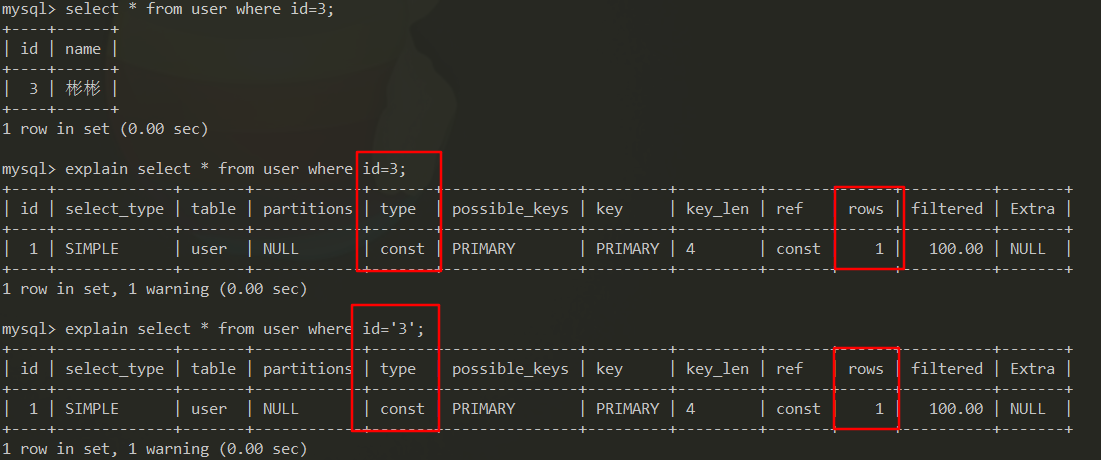 mysql> select * from user where id=3;
+----+------+
| id | name |
+----+------+
|  3 | 彬彬 |
+----+------+
1 row in set (0.00 sec)
mysql> explain select * from user where id=3;
+----+-------------+-------+------------+-------+---------------+---------+---------+-------+------+----------+-------+
| id | select_type | table | partitions | type  | possible_keys | key     | key_len | ref   | rows | filtered | Extra |
+----+-------------+-------+------------+-------+---------------+---------+---------+-------+------+----------+-------+
|  1 | SIMPLE      | user  | NULL       | const | PRIMARY       | PRIMARY | 4       | const |    1 |   100.00 | NULL  |
+----+-------------+-------+------------+-------+---------------+---------+---------+-------+------+----------+-------+
1 row in set, 1 warning (0.00 sec)
mysql> explain select * from user where id='3';
+----+-------------+-------+------------+-------+---------------+---------+---------+-------+------+----------+-------+
| id | select_type | table | partitions | type  | possible_keys | key     | key_len | ref   | rows | filtered | Extra |
+----+-------------+-------+------------+-------+---------------+---------+---------+-------+------+----------+-------+
|  1 | SIMPLE      | user  | NULL       | const | PRIMARY       | PRIMARY | 4       | const |    1 |   100.00 | NULL  |
+----+-------------+-------+------------+-------+---------------+---------+---------+-------+------+----------+-------+
1 row in set, 1 warning (0.00 sec)